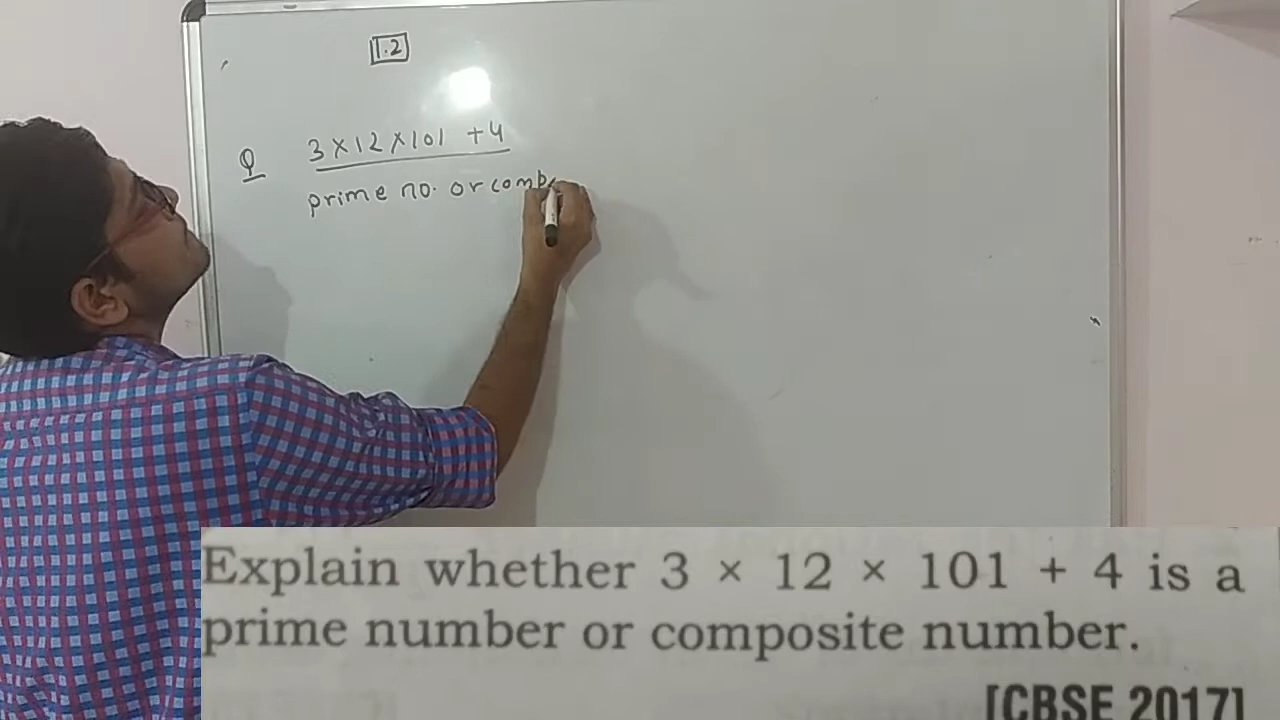 1.2
Q 3×12×101 +4
prime no. or comp
Explain whether 3 × 12 × 101 + 4 is a
prime number or composite number.
[CBSE 2017]